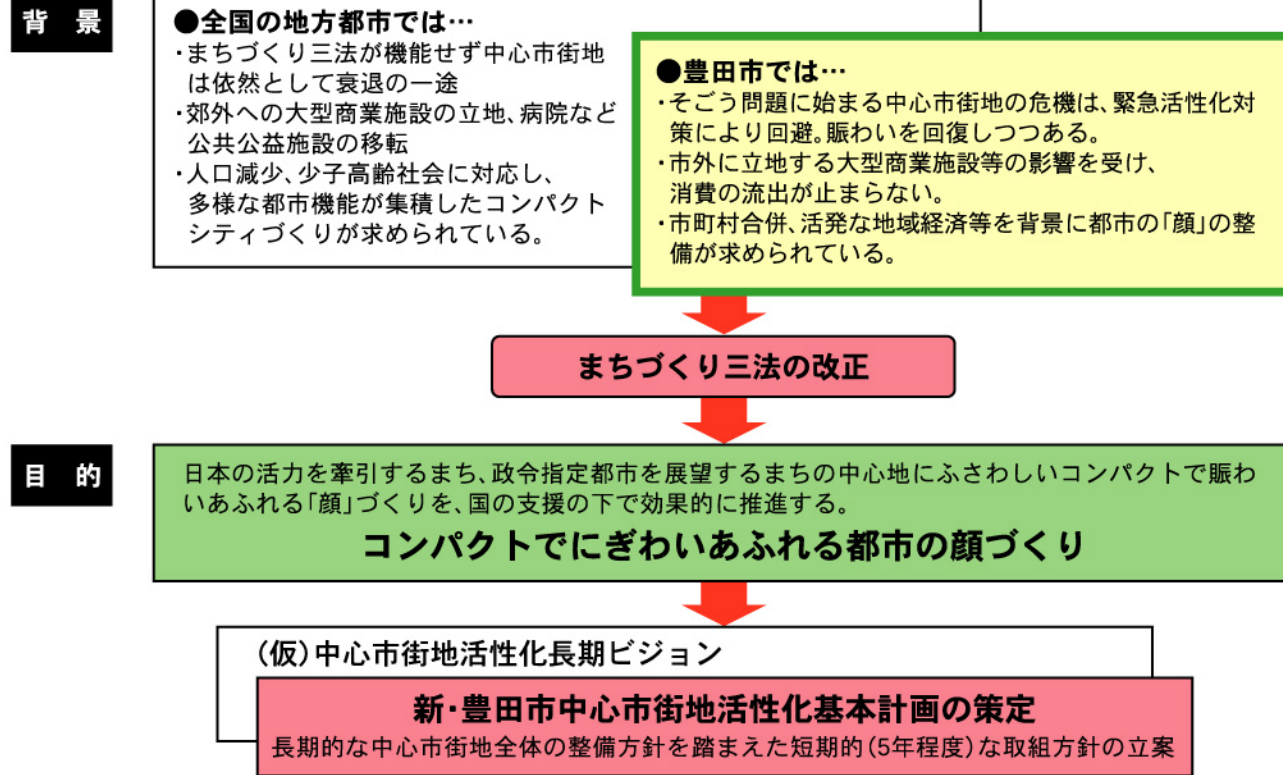 背 景
●全国の地方都市では…
・まちづくり三法が機能せず中心市街地
は依然として衰退の一途
・郊外への大型商業施設の立地、病院など
公共公益施設の移転
・人口減少、少子高齢社会に対応し、
多様な都市機能が集積したコンパクト
シティづくりが求められている。
●豊田市では…
・そごう問題に始まる中心市街地の危機は、緊急活性化対
策により回避。賑わいを回復しつつある。
・市外に立地する大型商業施設等の影響を受け、
消費の流出が止まらない。
・市町村合併、活発な地域経済等を背景に都市の「顔」の整
備が求められている。
まちづくり三法の改正
目 的
日本の活力を牽引するまち、政令指定都市を展望するまちの中心地にふさわしいコンパクトで賑わ
いあふれる「顔」づくりを、国の支援の下で効果的に推進する。
コンパクトでにぎわいあふれる都市の顔づくり
(仮)中心市街地活性化長期ビジョン
新・豊田市中心市街地活性化基本計画の策定
長期的な中心市街地全体の整備方針を踏まえた短期的(5年程度)な取組方針の立案